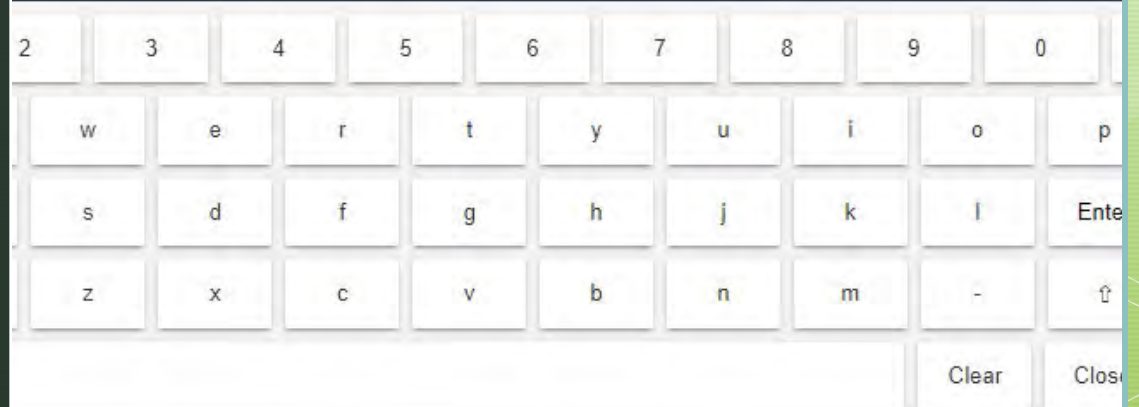 2 3 4 5 6 7 8 9 0
w e r t y u i o p
s d f g h j k l Ente
z x c v b n m - ⇧
Clear Clos